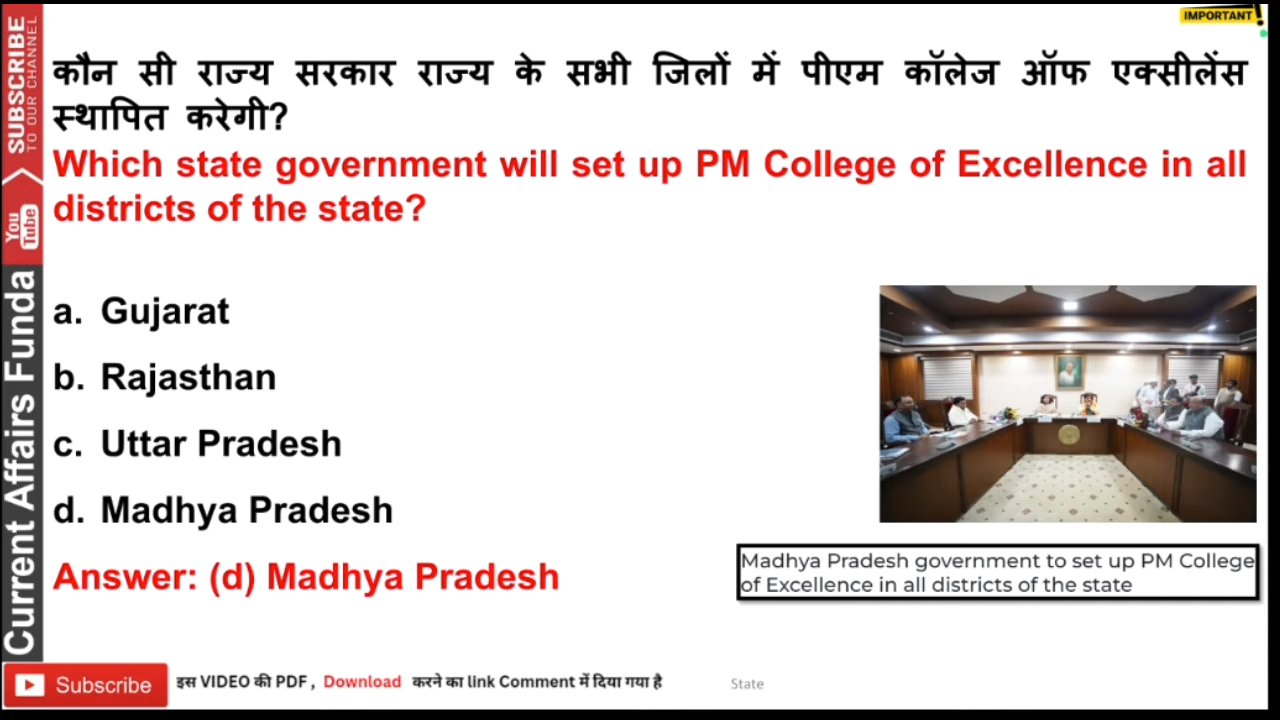 IMPORTANT!
SUBSCRIBE
TO OUR CHANNEL
You
Tube
Current Affairs Funda
कौन सी राज्य सरकार राज्य के सभी जिलों में पीएम कॉलेज ऑफ एक्सीलेंस
स्थापित करेगी?
Which state government will set up PM College of Excellence in all
districts of the state?
a. Gujarat
b. Rajasthan
c. Uttar Pradesh
d. Madhya Pradesh
Answer: (d) Madhya Pradesh
Madhya Pradesh government to set up PM College
of Excellence in all districts of the state
Subscribe
इस VIDEO की PDF , Download करने का link Comment में दिया गया है
State